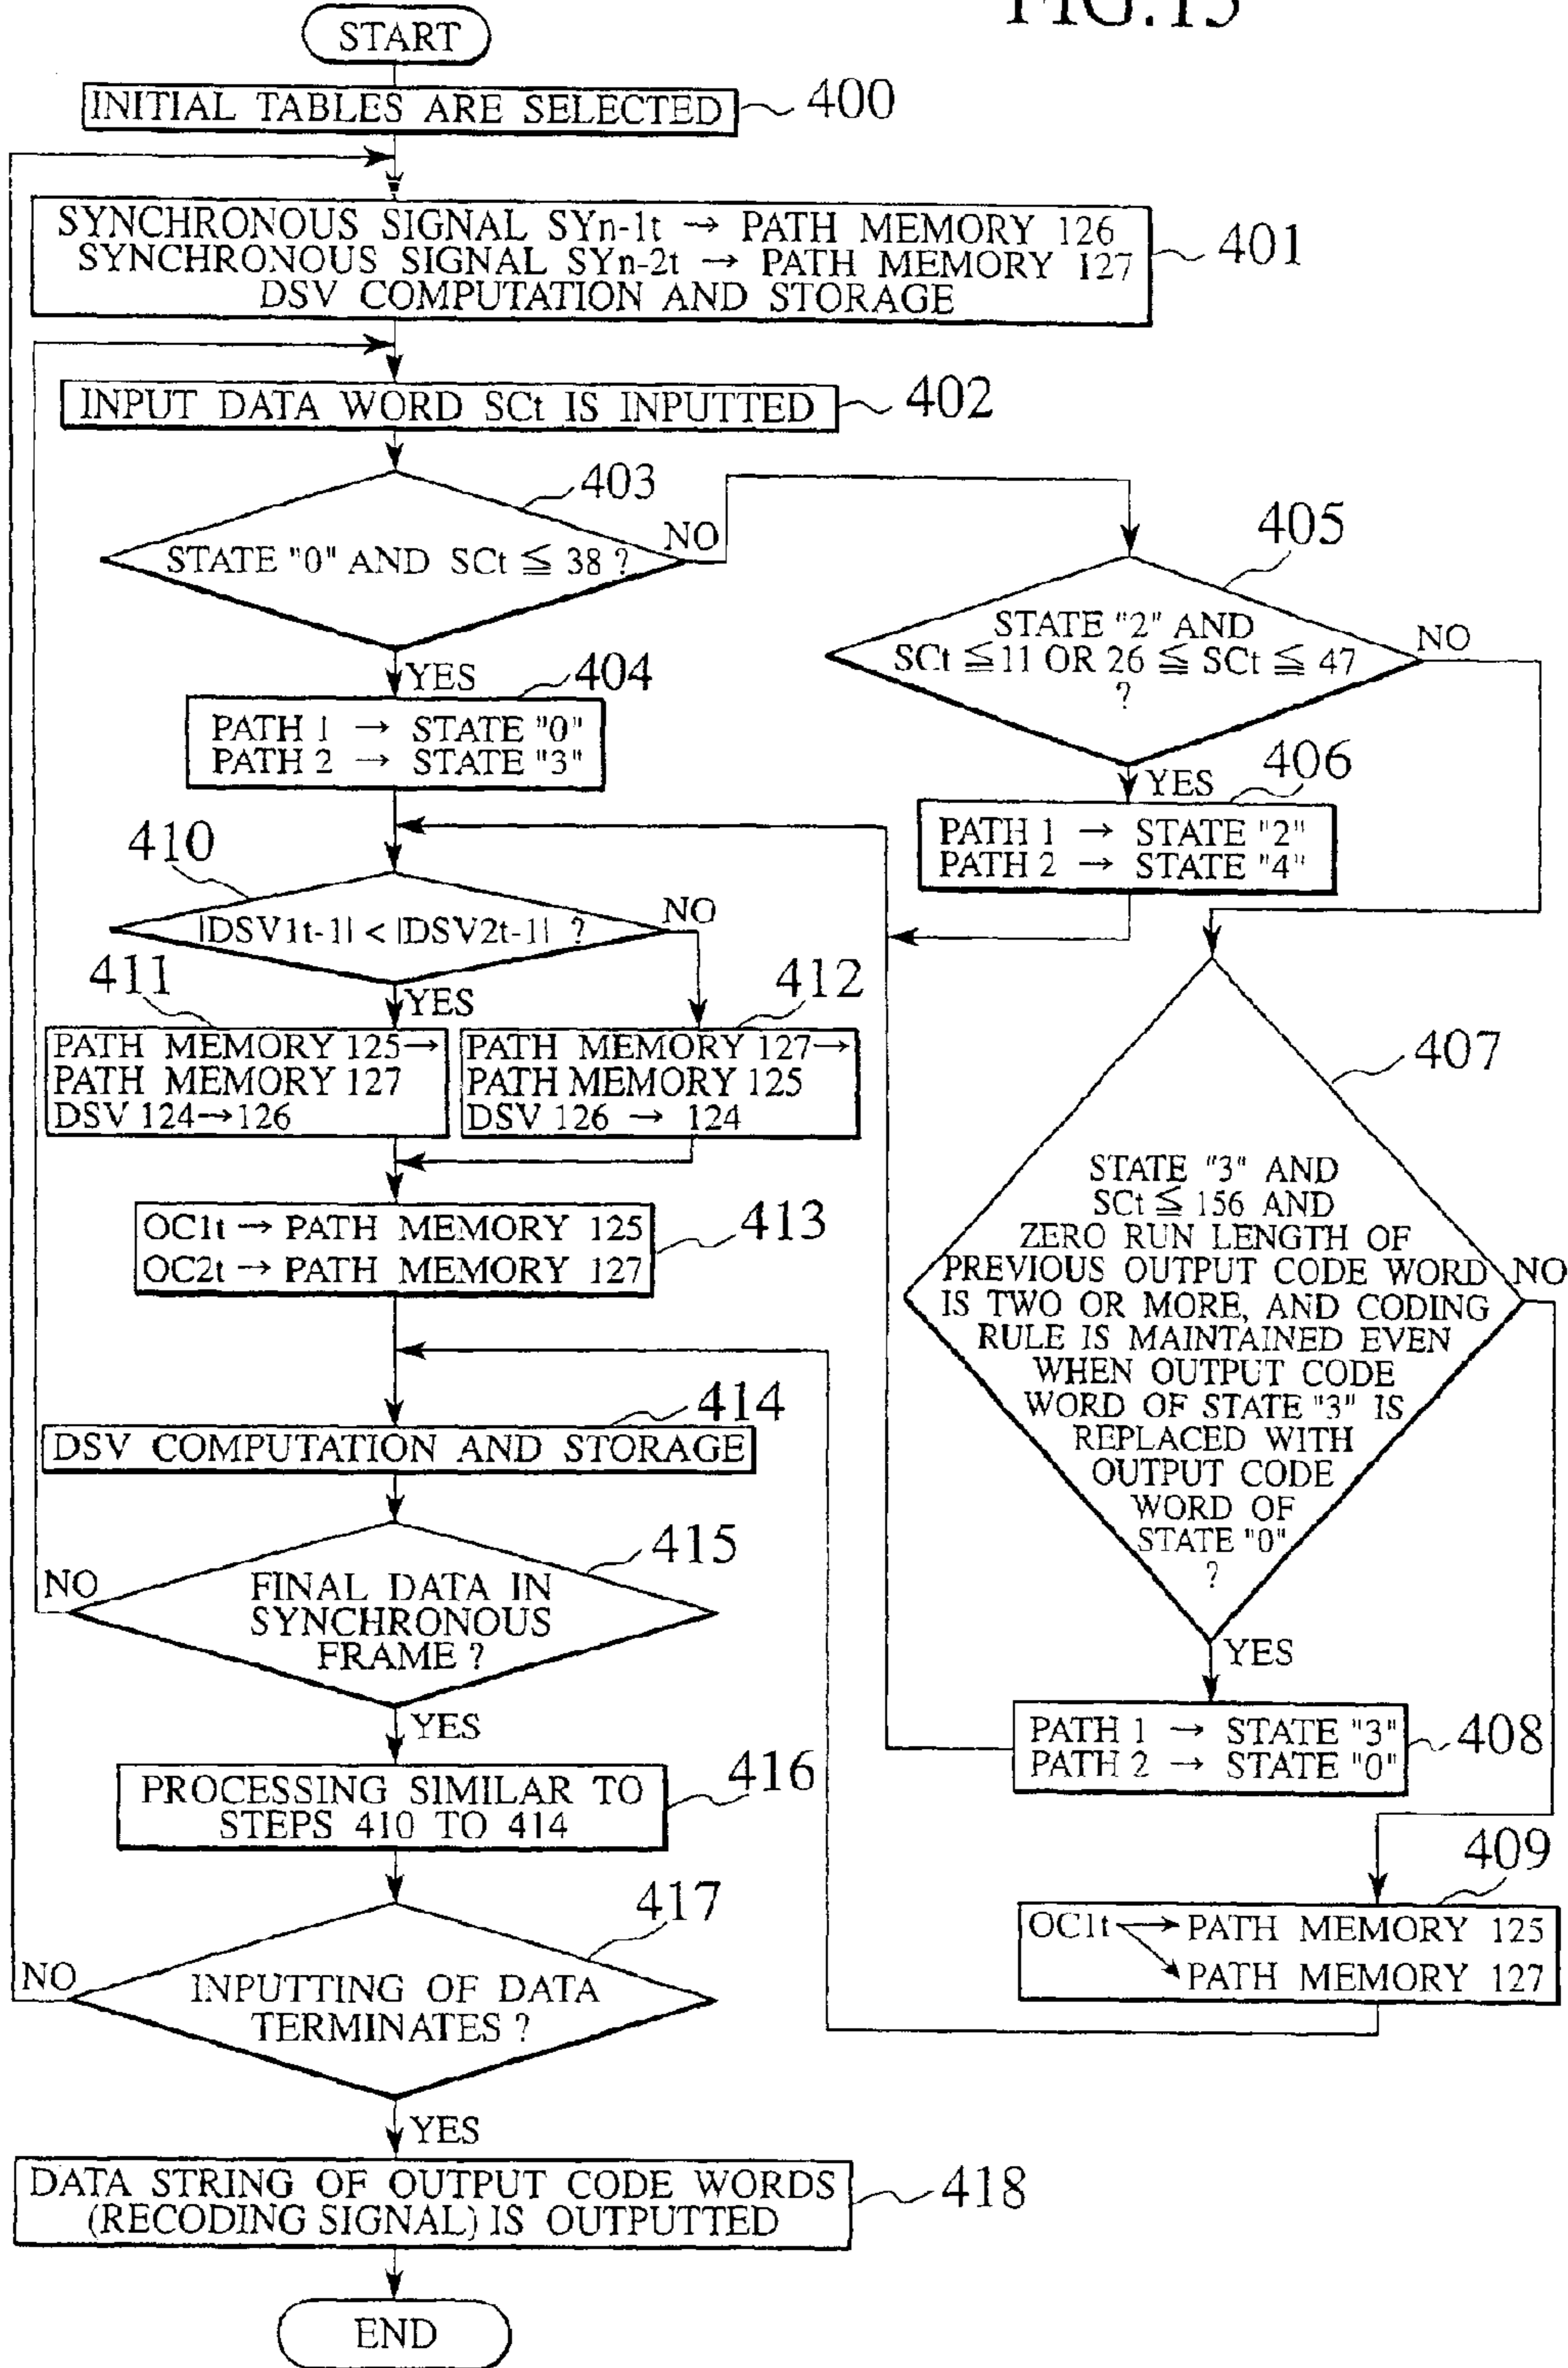 FIG.13
START
INITIAL TABLES ARE SELECTED
400
SYNCHRONOUS SIGNAL SYn-1t → PATH MEMORY 126
SYNCHRONOUS SIGNAL SYn-2t → PATH MEMORY 127
DSV COMPUTATION AND STORAGE
401
INPUT DATA WORD SCt IS INPUTTED
402
403
STATE "0" AND SCt ≦ 38 ?
NO
YES
404
PATH 1 → STATE "0"
PATH 2 → STATE "3"
405
STATE "2" AND
SCt ≦11 OR 26 ≦ SCt ≦ 47
?
NO
YES
406
PATH 1 → STATE "2"
PATH 2 → STATE "4"
407
STATE "3" AND
SCt ≦ 156 AND
ZERO RUN LENGTH OF
PREVIOUS OUTPUT CODE WORD
IS TWO OR MORE, AND CODING
RULE IS MAINTAINED EVEN
WHEN OUTPUT CODE
WORD OF STATE "3" IS
REPLACED WITH
OUTPUT CODE
WORD OF
STATE "0"
?
NO
YES
PATH 1 → STATE "3"
PATH 2 → STATE "0"
408
409
OC1t → PATH MEMORY 125
PATH MEMORY 127
410
|DSV1t-1| < |DSV2t-1| ?
NO
YES
411
PATH MEMORY 125→
PATH MEMORY 127
DSV 124→126
412
PATH MEMORY 127→
PATH MEMORY 125
DSV 126 → 124
OC1t → PATH MEMORY 125
OC2t → PATH MEMORY 127
413
414
DSV COMPUTATION AND STORAGE
415
FINAL DATA IN
SYNCHRONOUS
FRAME ?
NO
YES
PROCESSING SIMILAR TO
STEPS 410 TO 414
416
417
INPUTTING OF DATA
TERMINATES ?
NO
YES
DATA STRING OF OUTPUT CODE WORDS
(RECODING SIGNAL) IS OUTPUTTED
418
END